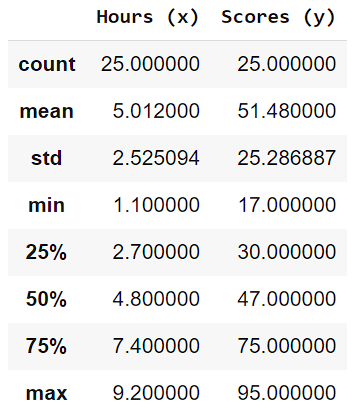 Hours (x) Scores (y)
count 25.000000 25.000000
mean 5.012000 51.480000
std 2.525094 25.286887
min 1.100000 17.000000
25% 2.700000 30.000000
50% 4.800000 47.000000
75% 7.400000 75.000000
max 9.200000 95.000000